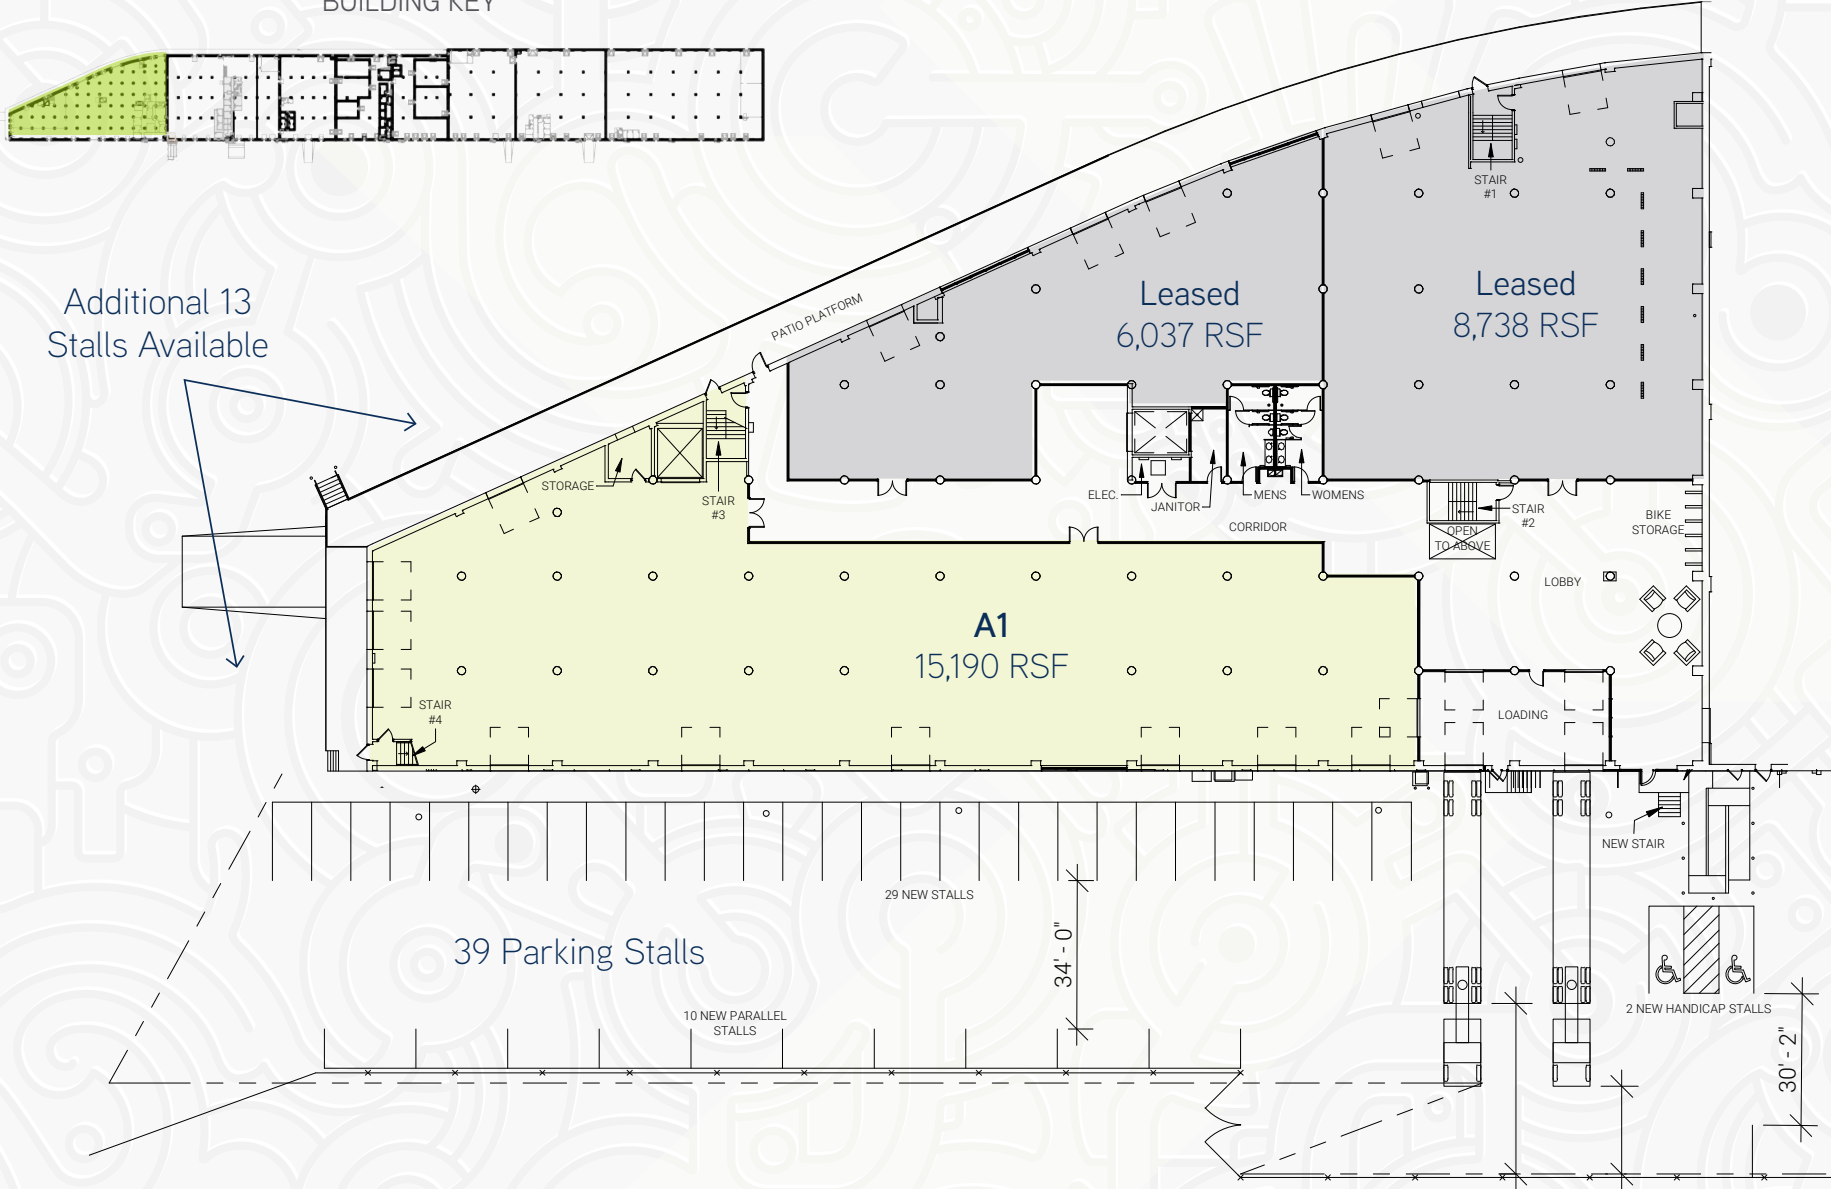 BUILDING KEY
Additional 13
Stalls Available
PATIO PLATFORM
STAIR
#1
Leased
6,037 RSF
Leased
8,738 RSF
STORAGE
STAIR
#3
ELEC.
JANITOR
MENS
WOMENS
CORRIDOR
STAIR
#2
OPEN
TO ABOVE
BIKE
STORAGE
LOBBY
A1
15,190 RSF
STAIR
#4
LOADING
NEW STAIR
29 NEW STALLS
39 Parking Stalls
34' - 0"
10 NEW PARALLEL
STALLS
2 NEW HANDICAP STALLS
30' - 2"